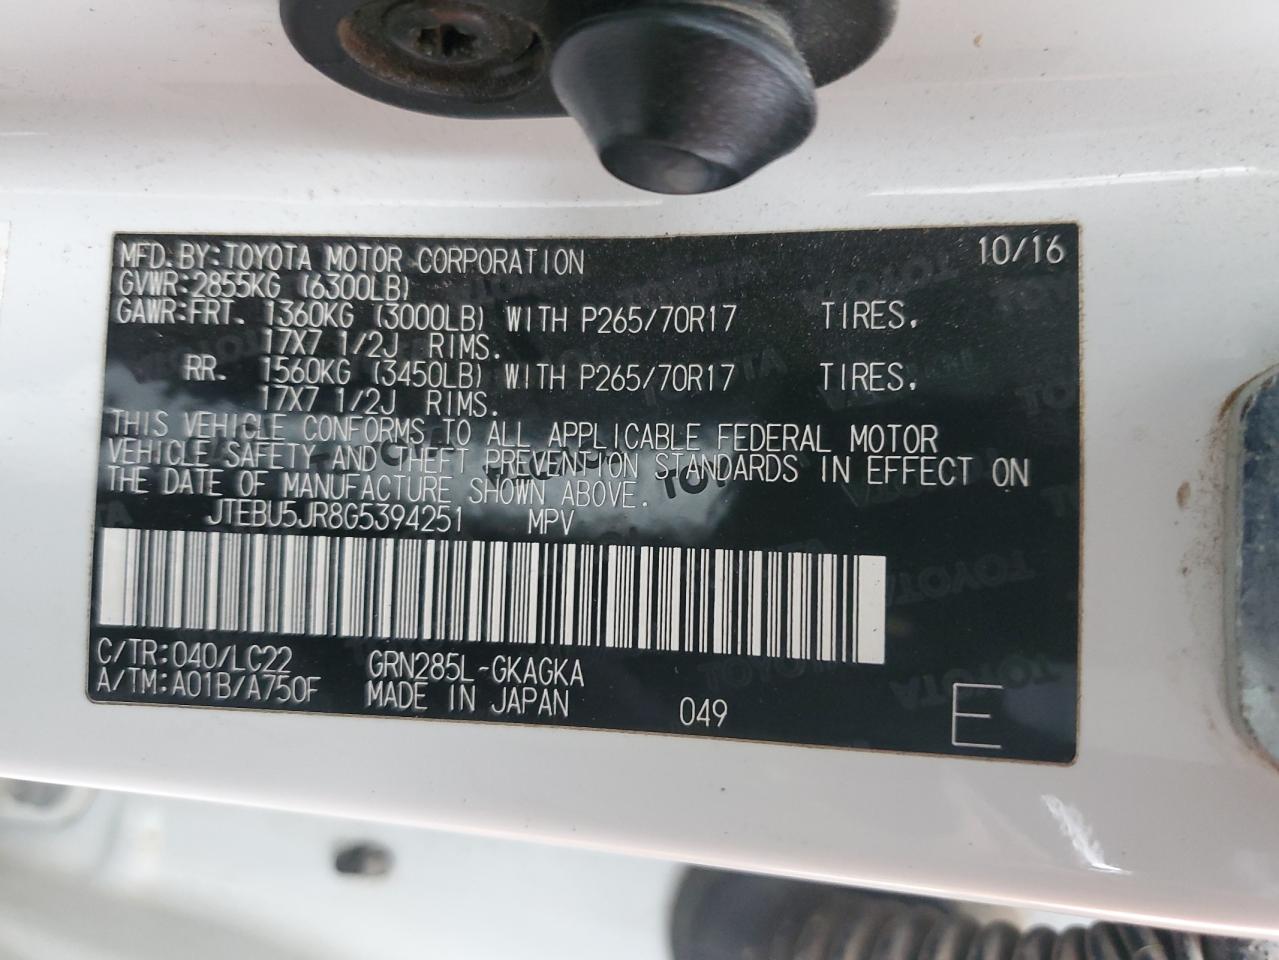 MFD. BY: TOYOTA MOTOR CORPORATION 10/16
GVWR: 2855KG (6300LB)
GAWR: FRT. 1360KG (3000LB) WITH P265/70R17 TIRES,
17X7 1/2J RIMS.
RR. 1560KG (3450LB) WITH P265/70R17 TIRES,
17X7 1/2J RIMS.
THIS VEHICLE CONFORMS TO ALL APPLICABLE FEDERAL MOTOR
VEHICLE SAFETY AND THEFT PREVENTION STANDARDS IN EFFECT ON
THE DATE OF MANUFACTURE SHOWN ABOVE.
JTEBU5JR8G5394251 MPV
C/TR: 040/LC22 GRN285L-GKAGKA
A/TM: A01B/A750F MADE IN JAPAN 049 E